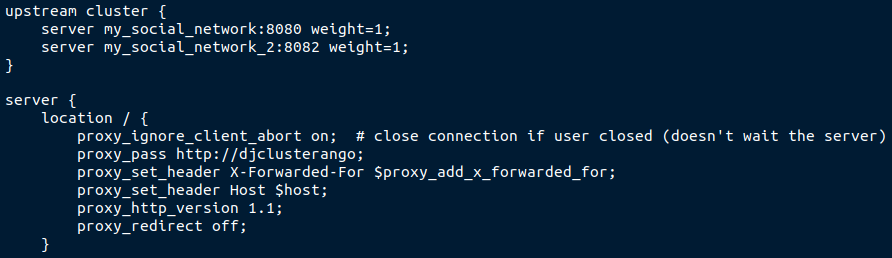 upstream cluster {
    server my_social_network:8080 weight=1;
    server my_social_network_2:8082 weight=1;
}

server {
    location / {
        proxy_ignore_client_abort on;  # close connection if user closed (doesn't wait the server)
        proxy_pass http://djclusterango;
        proxy_set_header X-Forwarded-For $proxy_add_x_forwarded_for;
        proxy_set_header Host $host;
        proxy_http_version 1.1;
        proxy_redirect off;
    }